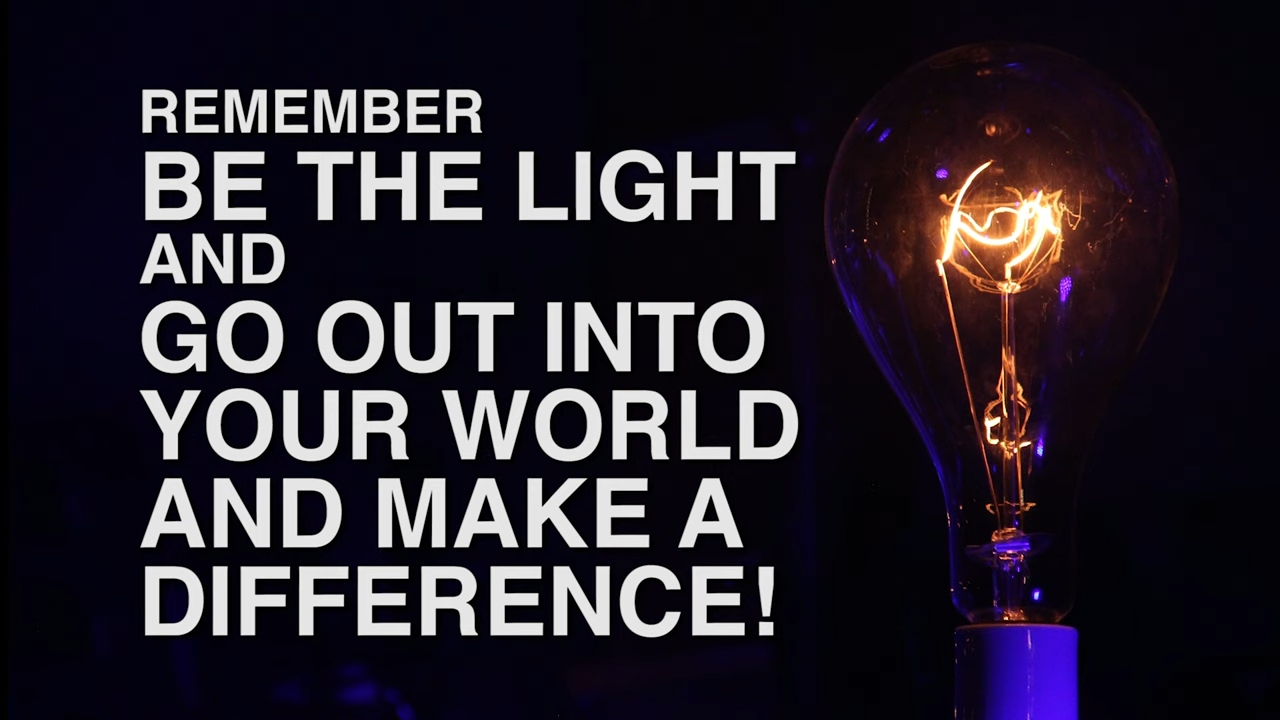 REMEMBER
BE THE LIGHT
AND
GO OUT INTO
YOUR WORLD
AND MAKE A
DIFFERENCE!